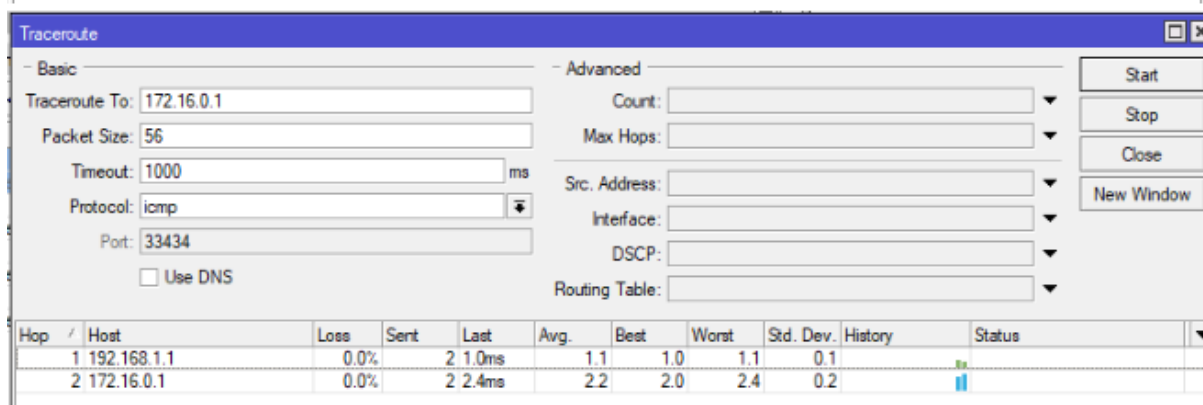 Traceroute
Basic
Traceroute To: 172.16.0.1
Packet Size: 56
Timeout: 1000 ms
Protocol: icmp
Port: 33434
Use DNS
Advanced
Count:
Max Hops:
Src. Address:
Interface:
DSCP:
Routing Table:
Start
Stop
Close
New Window
Hop / Host Loss Sent Last Avg. Best Worst Std. Dev. History Status
1 192.168.1.1 0.0% 2 1.0ms 1.1 1.0 1.1 0.1
2 172.16.0.1 0.0% 2 2.4ms 2.2 2.0 2.4 0.2